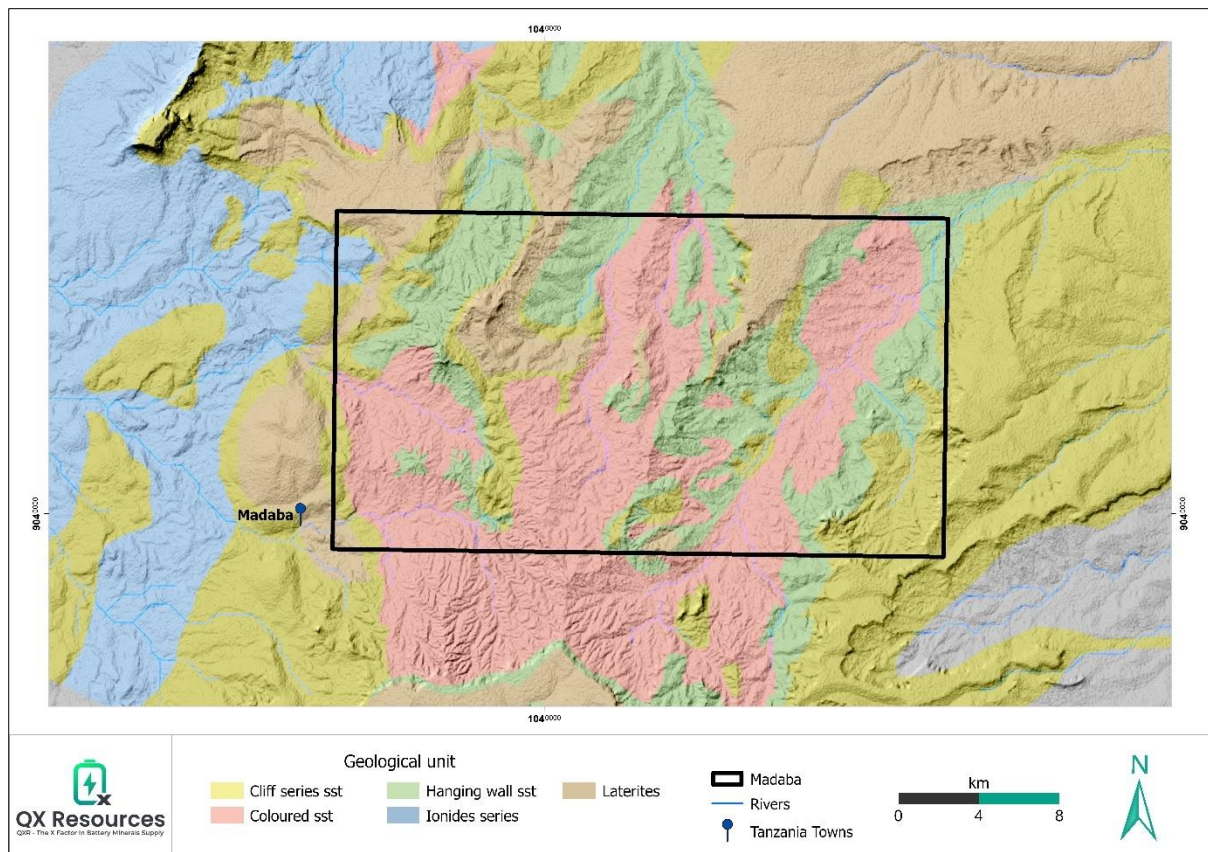 104⁰⁰⁰⁰
904⁰⁰⁰⁰
904⁰⁰⁰⁰
Madaba
104⁰⁰⁰⁰
QX Resources
QXR - The X Factor In Battery Minerals Supply
Geological unit
Cliff series sst
Hanging wall sst
Laterites
Coloured sst
Ionides series
Madaba
Rivers
Tanzania Towns
km
0 4 8
N